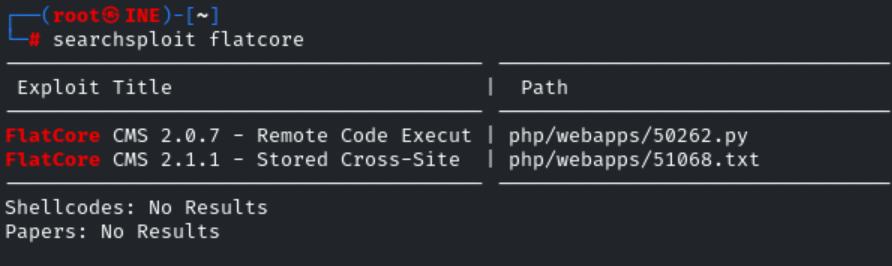 (root㉿INE)-[~]
# searchsploit flatcore
Exploit Title | Path
FlatCore CMS 2.0.7 - Remote Code Execut | php/webapps/50262.py
FlatCore CMS 2.1.1 - Stored Cross-Site | php/webapps/51068.txt
Shellcodes: No Results
Papers: No Results